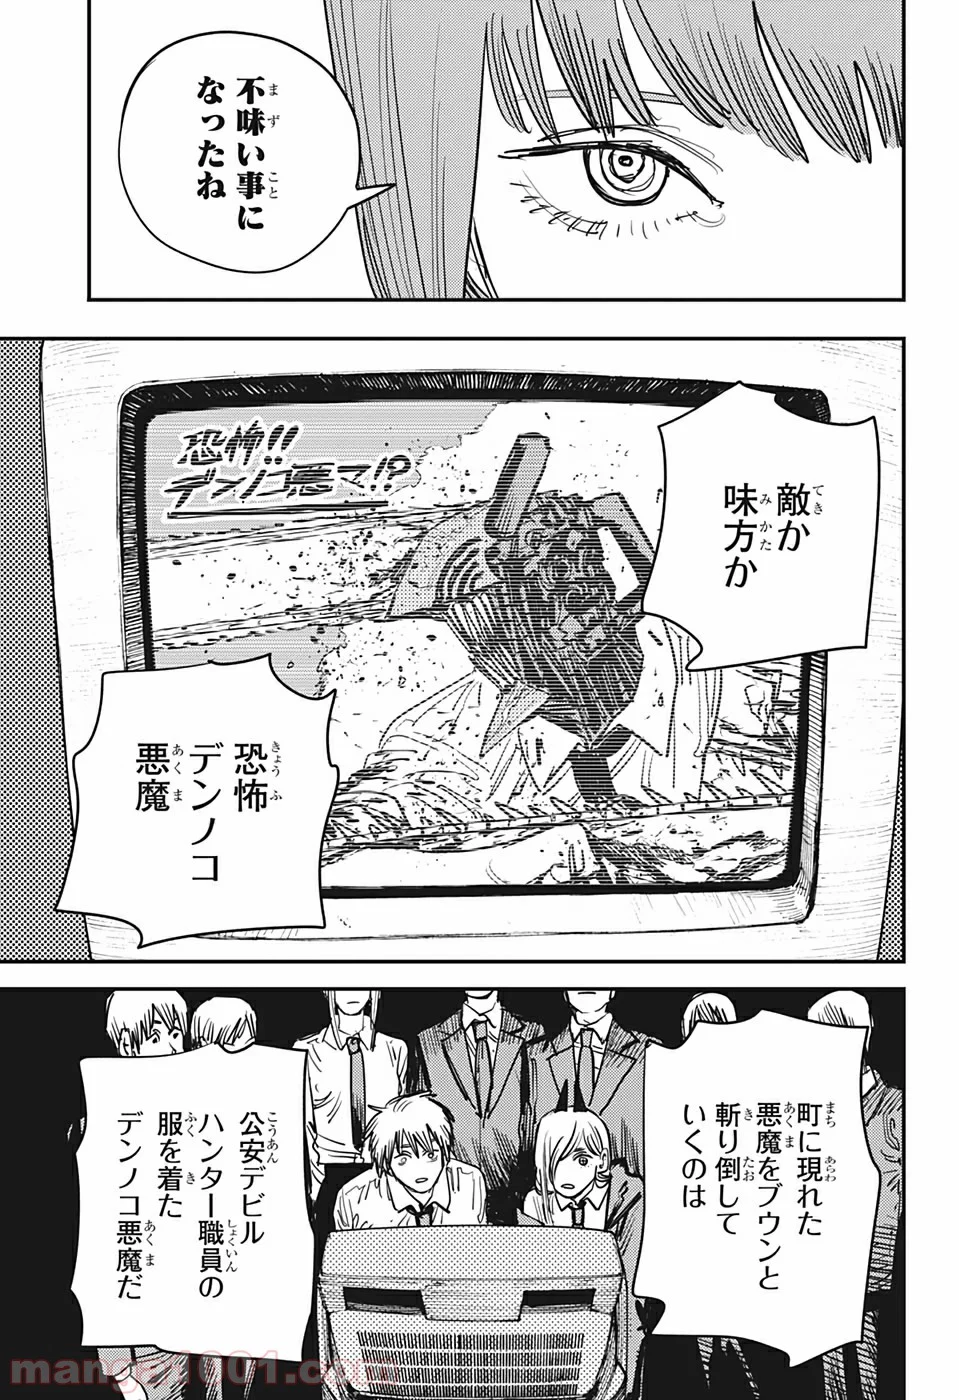 不味い事に
なったね
恐怖!!
デンノコ悪マ!?
敵か
味方か
恐怖
デンノコ
悪魔
町に現れた
悪魔をブウンと
斬り倒して
いくのは
公安デビル
ハンター職員の
服を着た
デンノコ悪魔だ
manga1001.com